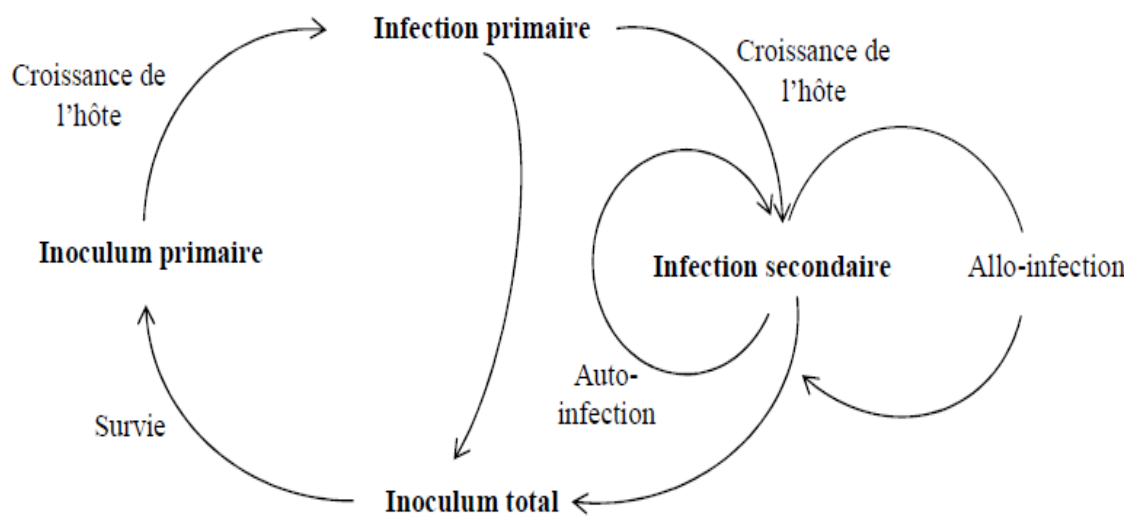 Infection primaire
Croissance de
l’hôte
Croissance de
l’hôte
Inoculum primaire
Infection secondaire
Allo-infection
Auto-
infection
Survie
Inoculum total